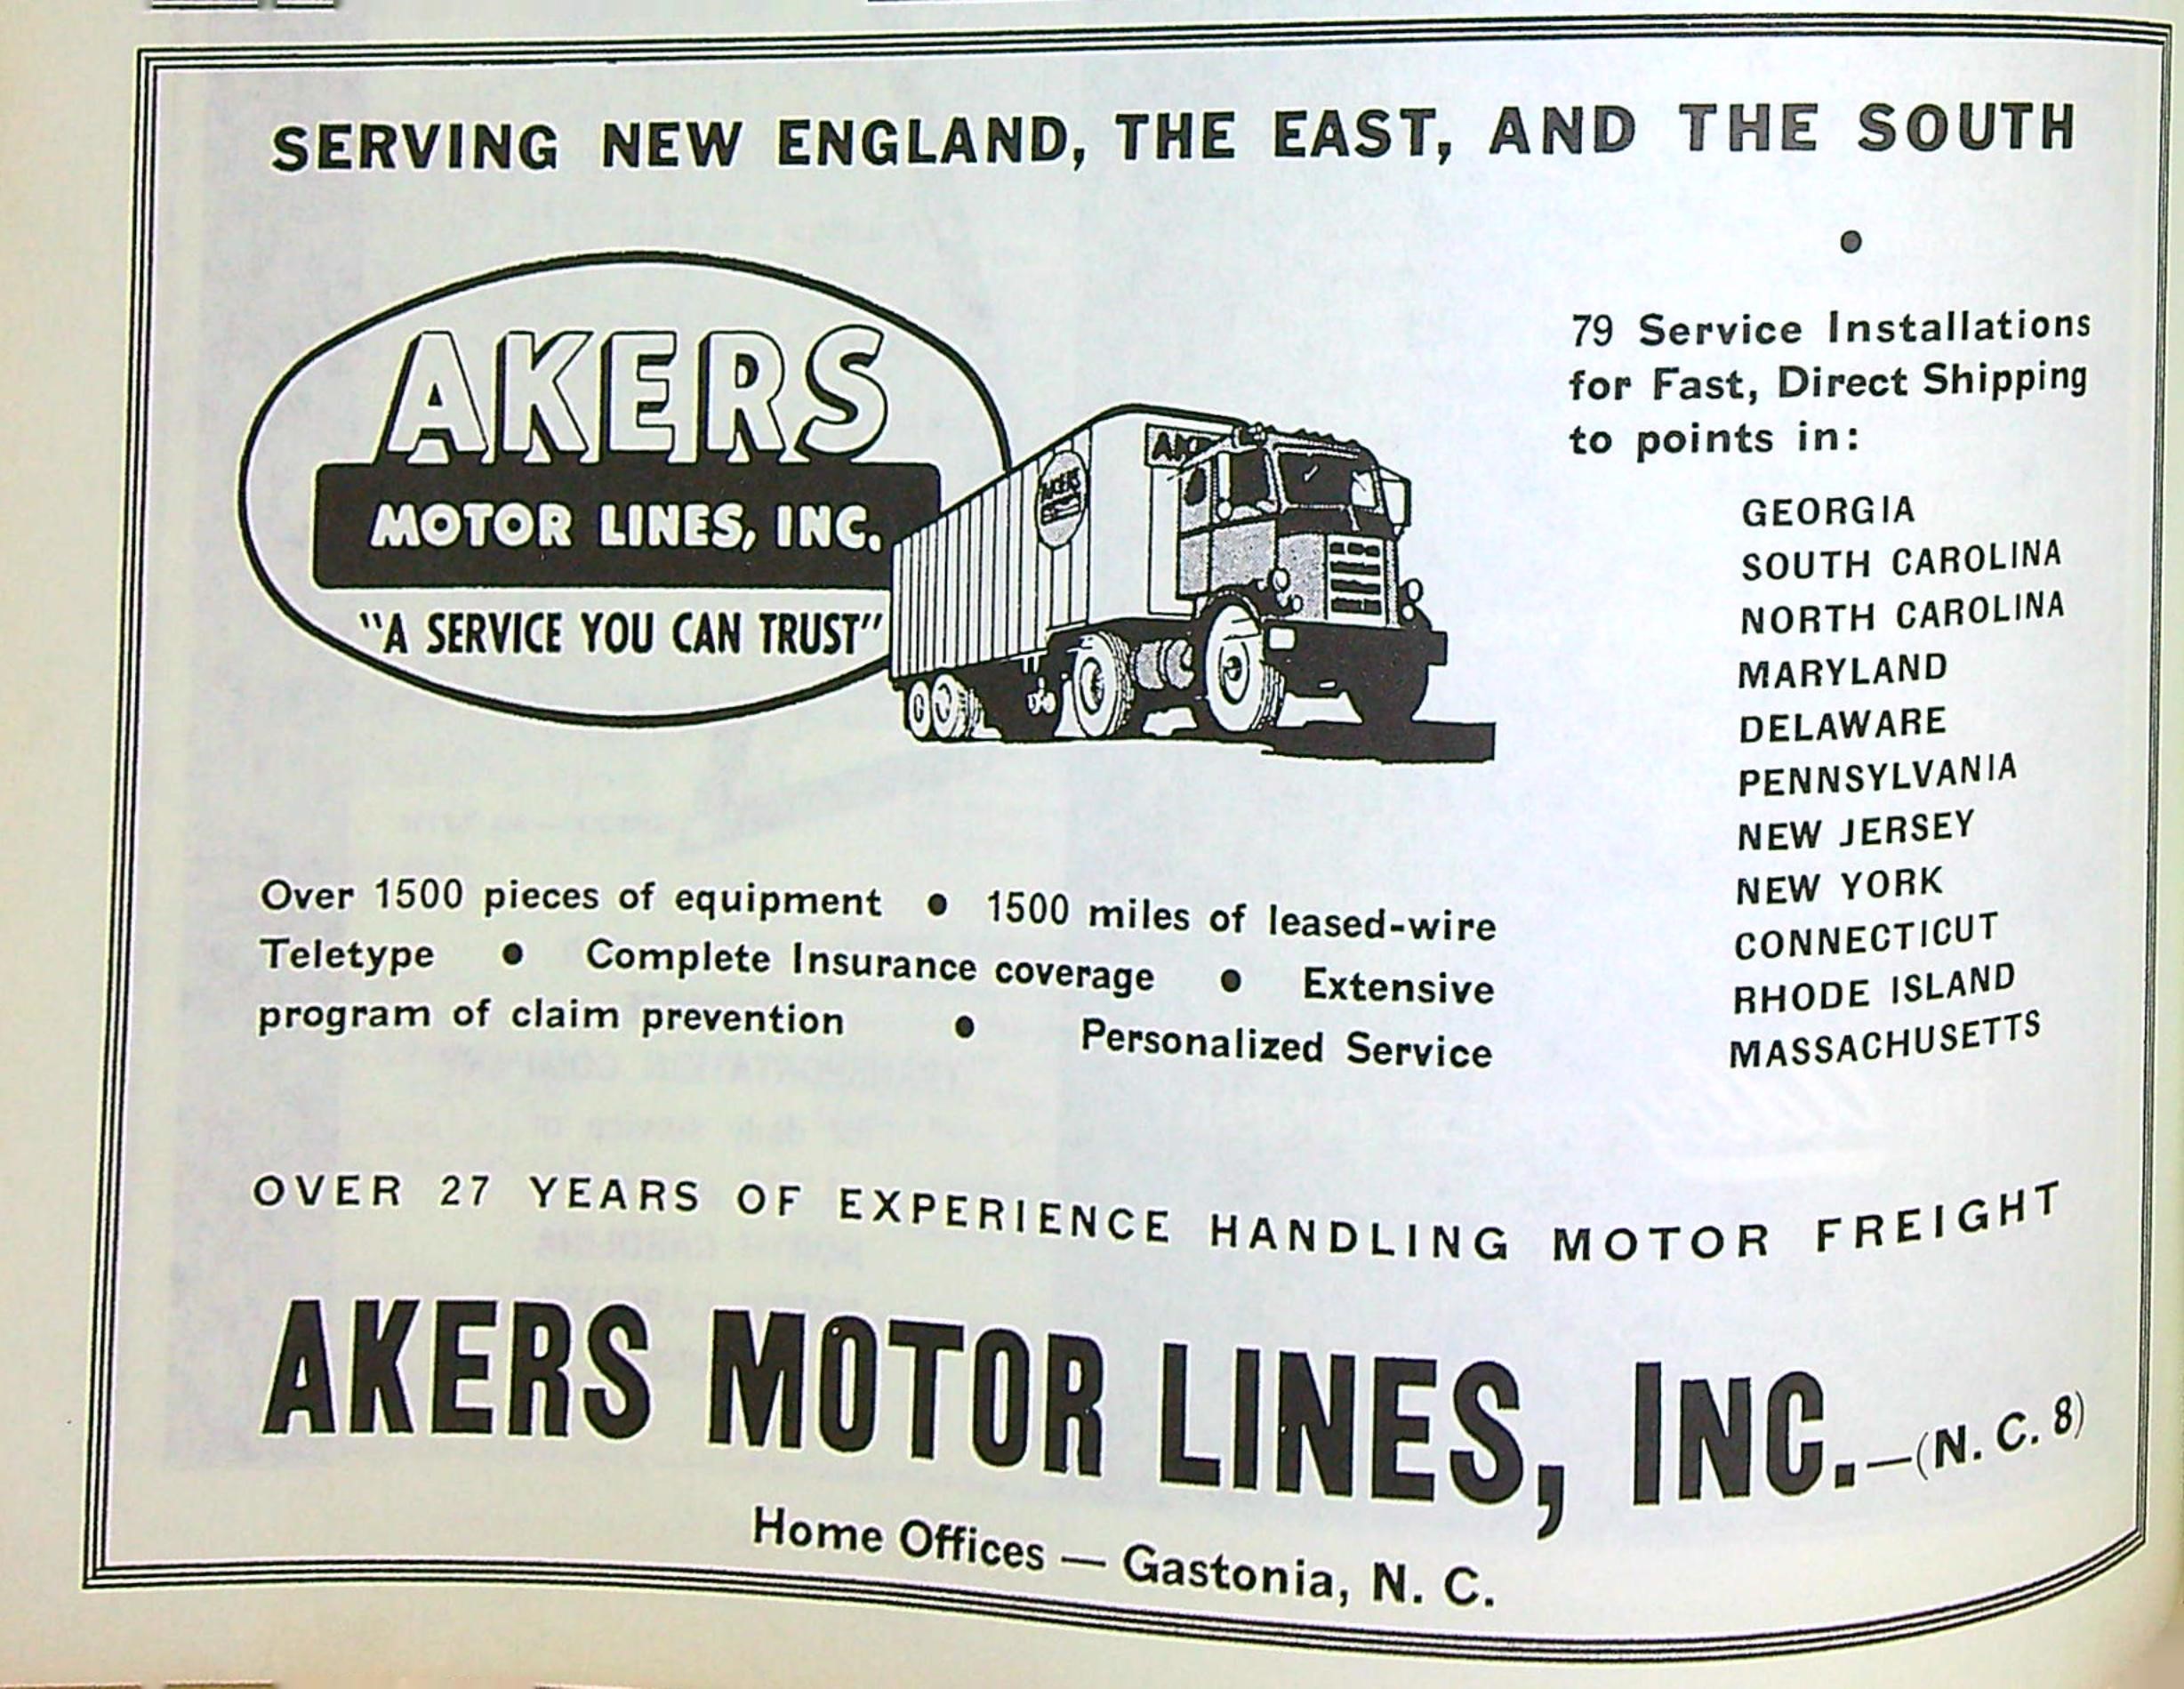 SERVING NEW ENGLAND, THE EAST, AND THE SOUTH
AKERS
MOTOR LINES, INC.
"A SERVICE YOU CAN TRUST"
AKERS
79 Service Installations
for Fast, Direct Shipping
to points in:
GEORGIA
SOUTH CAROLINA
NORTH CAROLINA
MARYLAND
DELAWARE
PENNSYLVANIA
NEW JERSEY
NEW YORK
CONNECTICUT
RHODE ISLAND
MASSACHUSETTS
Over 1500 pieces of equipment ● 1500 miles of leased-wire
Teletype ● Complete Insurance coverage ● Extensive
program of claim prevention ● Personalized Service
OVER 27 YEARS OF EXPERIENCE HANDLING MOTOR FREIGHT
AKERS MOTOR LINES, INC.—(N. C. 8)
Home Offices — Gastonia, N. C.